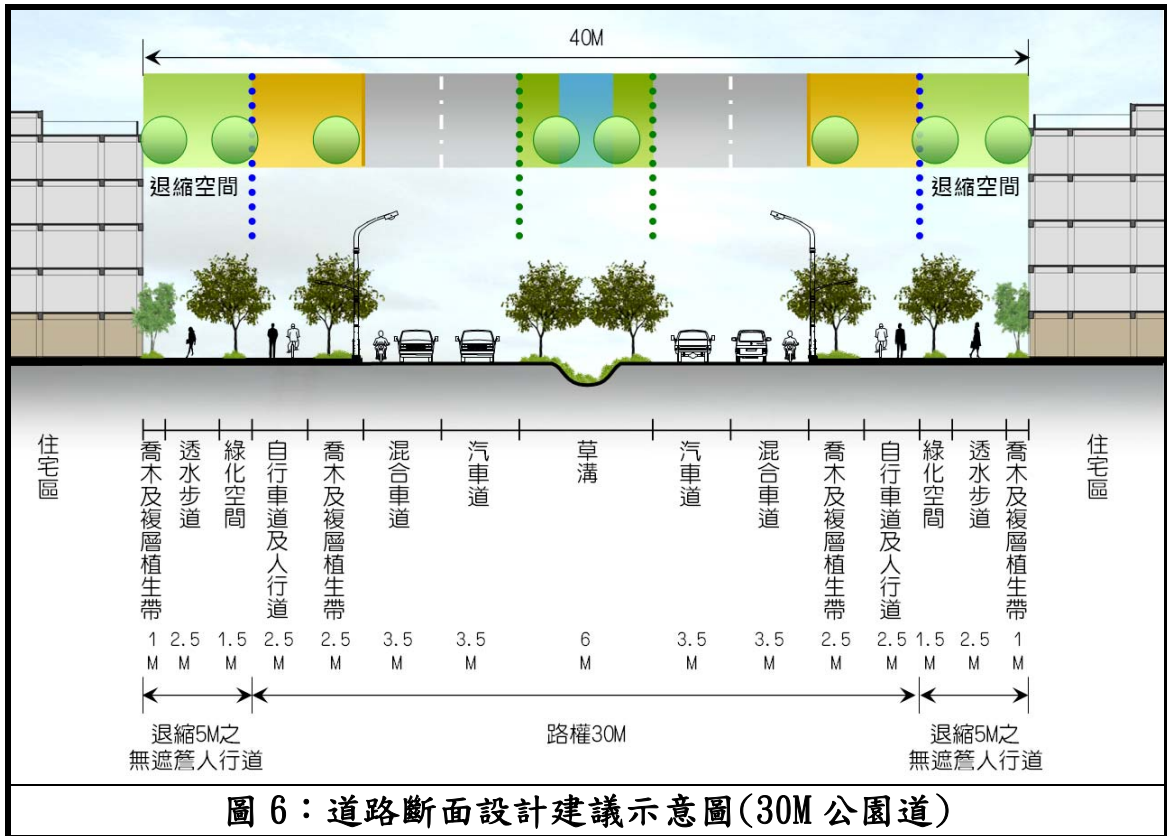 40M
退縮空間
退縮空間
住宅區
喬木及複層植生帶
透水步道
綠化空間
自行車道及人行道
喬木及複層植生帶
混合車道
汽車道
草溝
汽車道
混合車道
喬木及複層植生帶
自行車道及人行道
綠化空間
透水步道
喬木及複層植生帶
住宅區
1 2.5 1.5 2.5 2.5 3.5 3.5 6 3.5 3.5 2.5 2.5 1.5 2.5 1
M M M M M M M M M M M M M M M
退縮5M之
無遮簷人行道
路權30M
退縮5M之
無遮簷人行道
圖 6：道路斷面設計建議示意圖(30M 公園道)